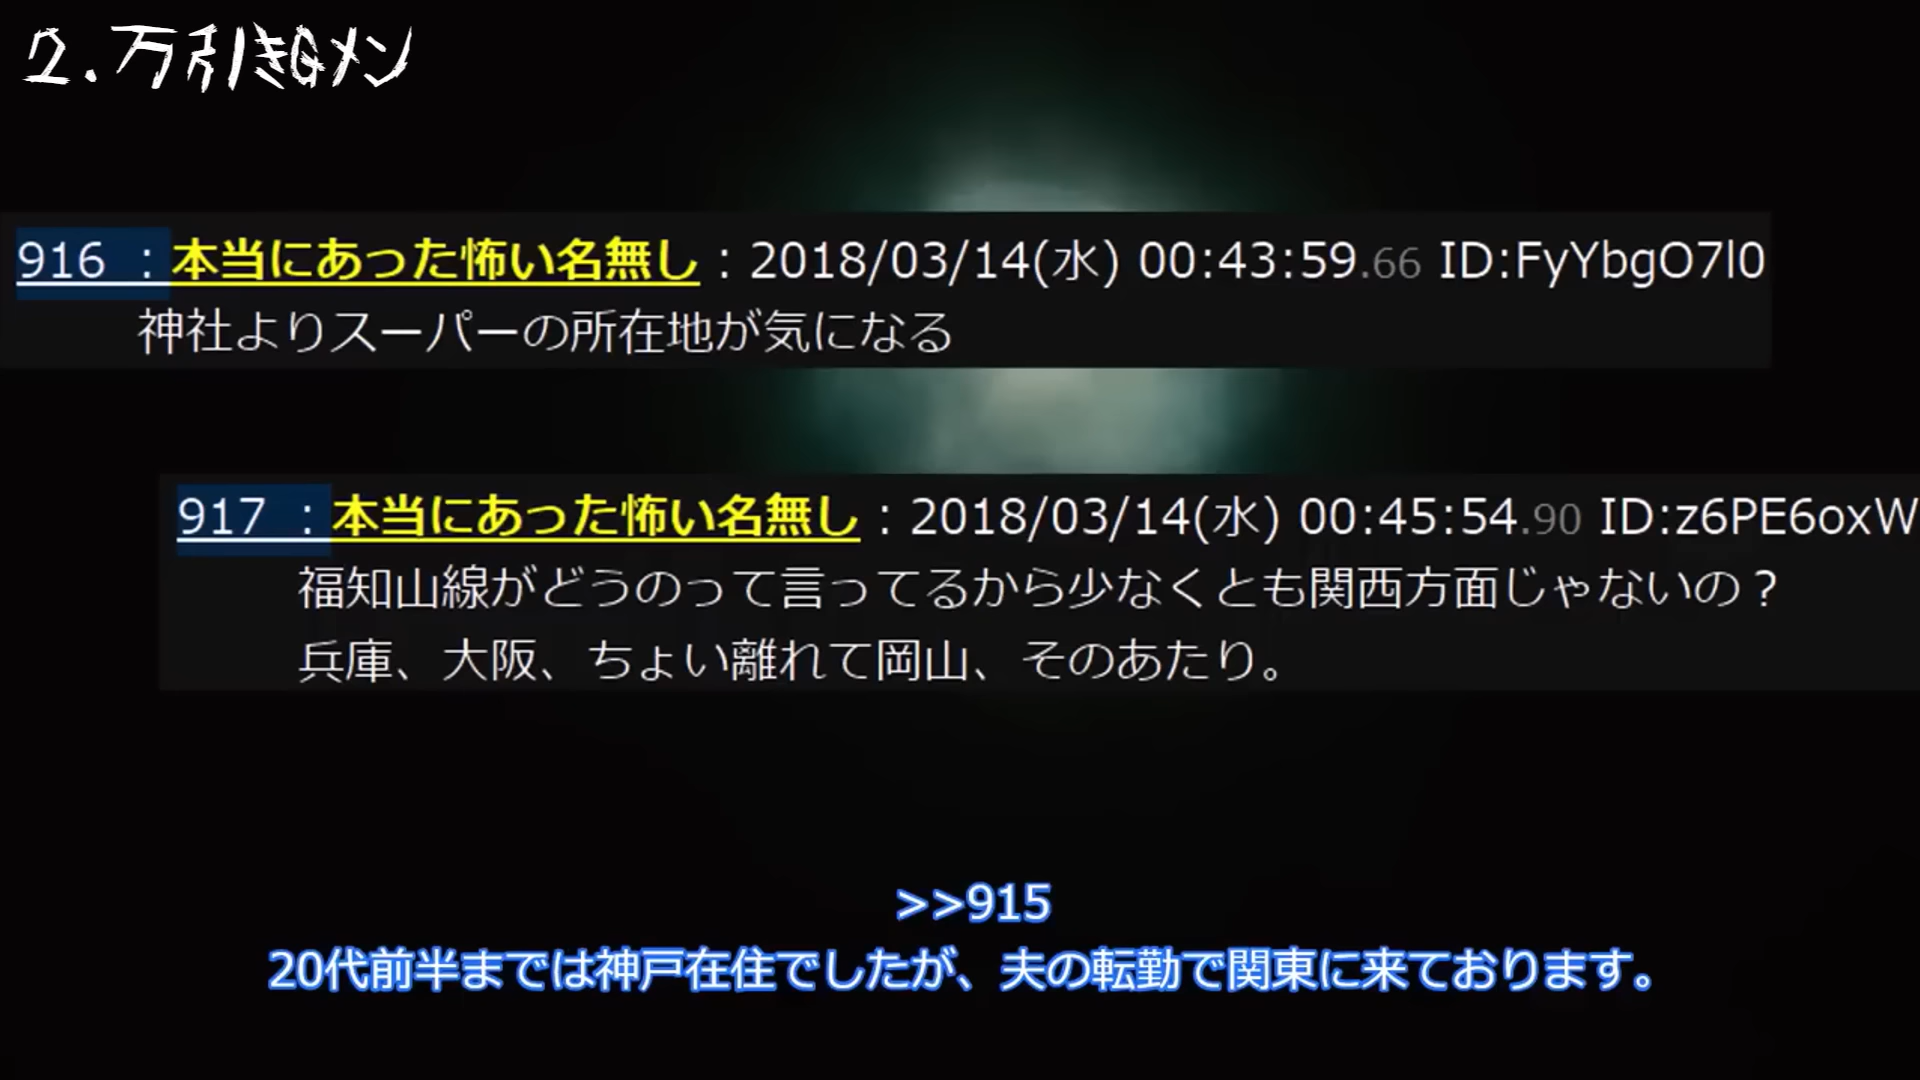 2.万引きGメン
916 ：本当にあった怖い名無し：2018/03/14(水) 00:43:59.66 ID:FyYbgO7l0
神社よりスーパーの所在地が気になる
917 ：本当にあった怖い名無し：2018/03/14(水) 00:45:54.90 ID:z6PE6oxW
福知山線がどうのって言ってるから少なくとも関西方面じゃないの？
兵庫、大阪、ちょい離れて岡山、そのあたり。
>>915
20代前半までは神戸在住でしたが、夫の転勤で関東に来ております。